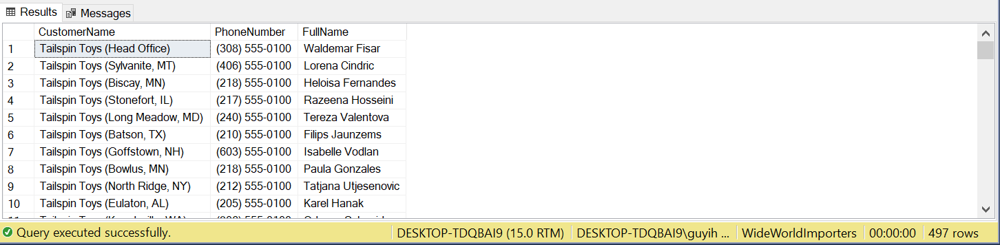 Results Messages
CustomerName PhoneNumber FullName
1 Tailspin Toys (Head Office) (308) 555-0100 Waldemar Fisar
2 Tailspin Toys (Sylvanite, MT) (406) 555-0100 Lorena Cindric
3 Tailspin Toys (Biscay, MN) (218) 555-0100 Heloisa Fernandes
4 Tailspin Toys (Stonefort, IL) (217) 555-0100 Razeena Hosseini
5 Tailspin Toys (Long Meadow, MD) (240) 555-0100 Tereza Valentova
6 Tailspin Toys (Batson, TX) (210) 555-0100 Filips Jaunzems
7 Tailspin Toys (Goffstown, NH) (603) 555-0100 Isabelle Vodlan
8 Tailspin Toys (Bowlus, MN) (218) 555-0100 Paula Gonzales
9 Tailspin Toys (North Ridge, NY) (212) 555-0100 Tatjana Utjesenovic
10 Tailspin Toys (Eulaton, AL) (205) 555-0100 Karel Hanak
Query executed successfully. DESKTOP-TDQBAI9 (15.0 RTM) DESKTOP-TDQBAI9\guyih ... WideWorldImporters 00:00:00 497 rows